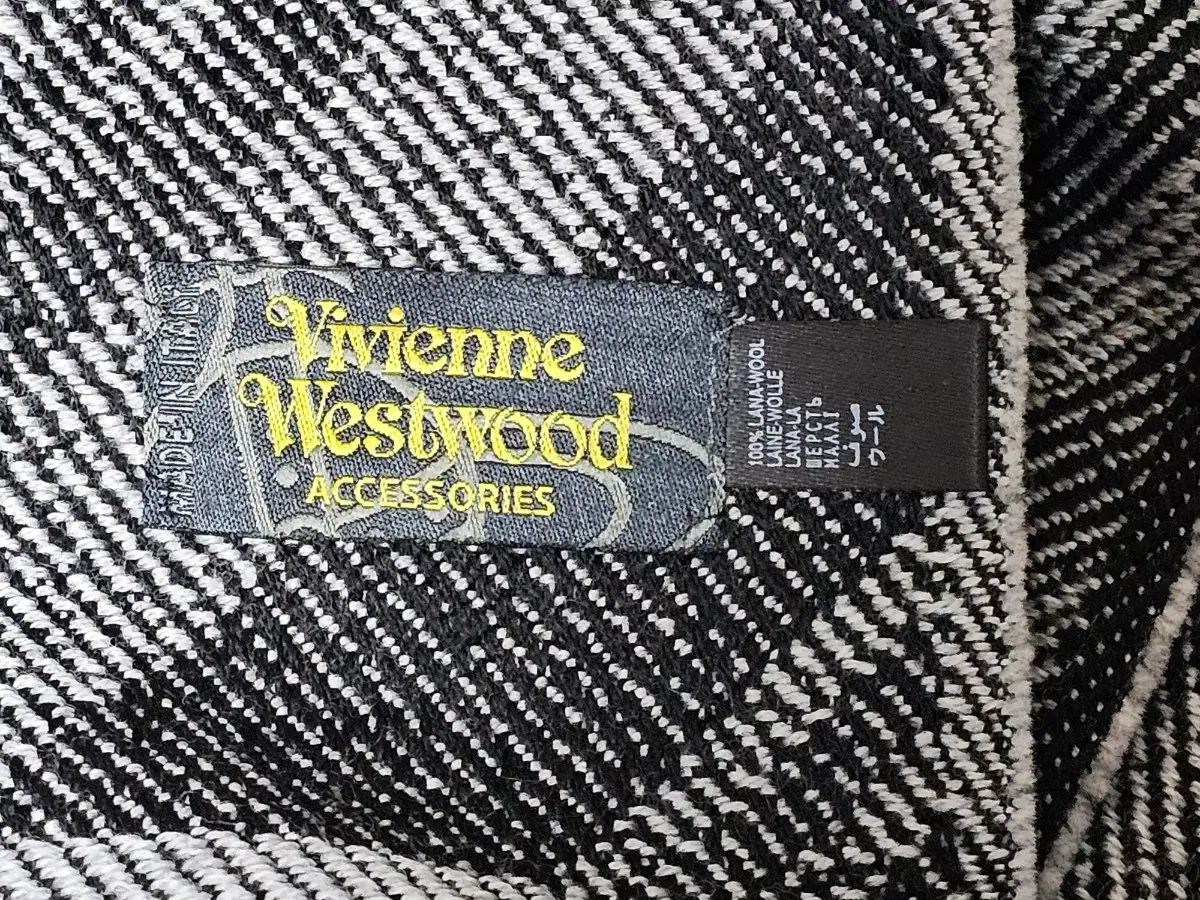 MADE IN ITALY
Vivienne
Westwood
ACCESSORIES
100% LANA-WOOL
LAINE-WOLLE
LANA-LA
ШЕРСТЬ
ΜΑΛΛΙ
صوف
ウール